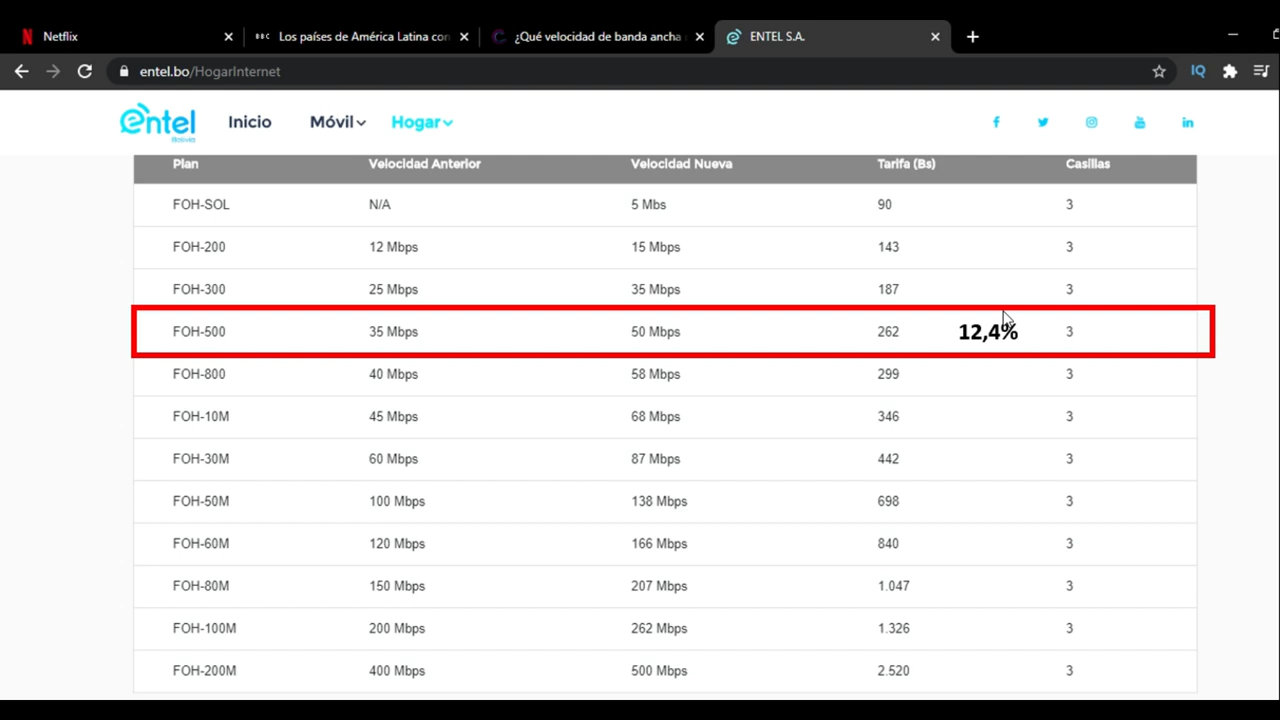 Netflix
BBC Los países de América Latina con
¿Qué velocidad de banda ancha
ENTEL S.A.
entel.bo/HogarInternet
IQ
entel Bolivia Inicio Móvil Hogar
Plan Velocidad Anterior Velocidad Nueva Tarifa (Bs) Casillas
FOH-SOL N/A 5 Mbs 90 3
FOH-200 12 Mbps 15 Mbps 143 3
FOH-300 25 Mbps 35 Mbps 187 3
FOH-500 35 Mbps 50 Mbps 262 12,4% 3
FOH-800 40 Mbps 58 Mbps 299 3
FOH-10M 45 Mbps 68 Mbps 346 3
FOH-30M 60 Mbps 87 Mbps 442 3
FOH-50M 100 Mbps 138 Mbps 698 3
FOH-60M 120 Mbps 166 Mbps 840 3
FOH-80M 150 Mbps 207 Mbps 1.047 3
FOH-100M 200 Mbps 262 Mbps 1.326 3
FOH-200M 400 Mbps 500 Mbps 2.520 3